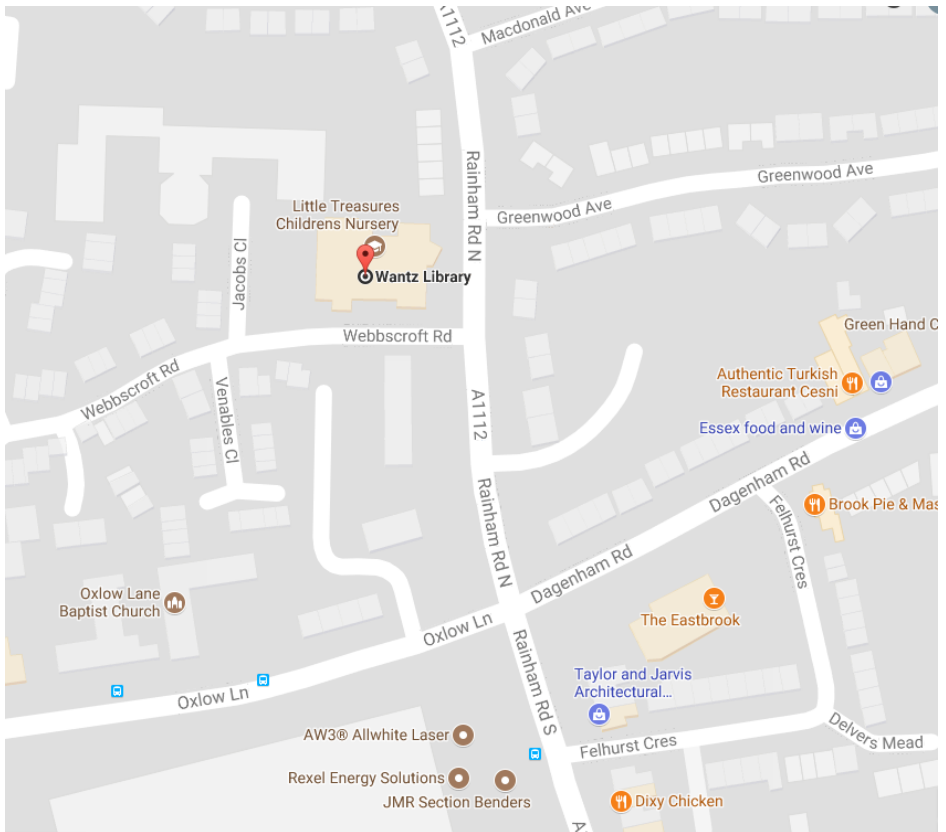 A1112
Macdonald Ave
Rainham Rd N
Greenwood Ave
Greenwood Ave
Little Treasures
Childrens Nursery
Wantz Library
Jacobs Cl
Webbscroft Rd
Webbscroft Rd
Venables Cl
A1112
Green Hand C
Authentic Turkish
Restaurant Cesni
Essex food and wine
Dagenham Rd
Rainham Rd N
Brook Pie & Mas
Felhurst Cres
Dagenham Rd
Oxlow Lane
Baptist Church
The Eastbrook
Oxlow Ln
Oxlow Ln
Rainham Rd S
Taylor and Jarvis
Architectural...
AW3® Allwhite Laser
Felhurst Cres
Delvers Mead
Rexel Energy Solutions
JMR Section Benders
Dixy Chicken